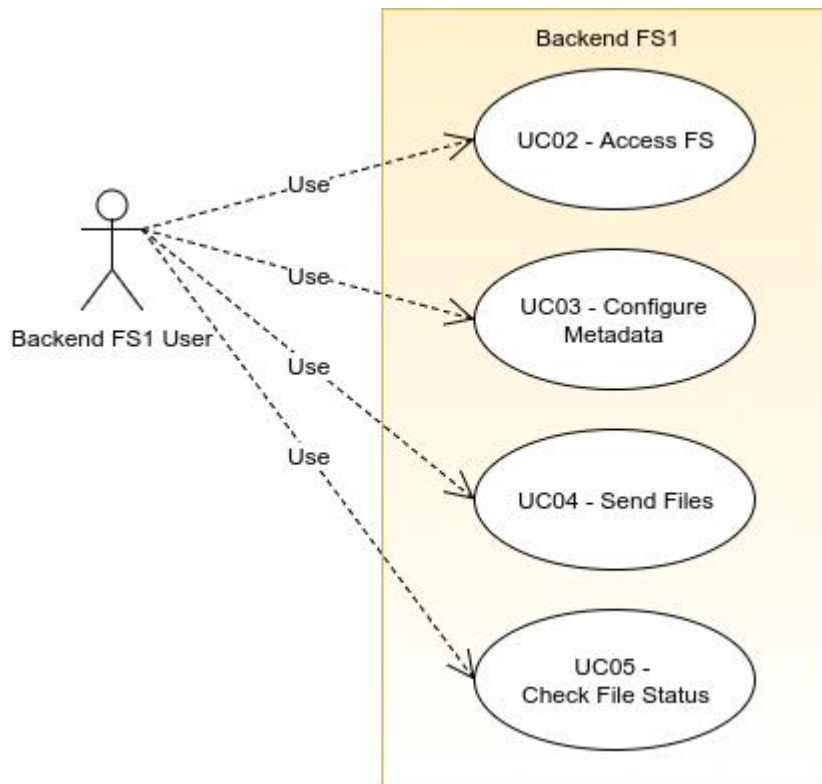 Backend FS1
UC02 - Access FS
Use
Use
UC03 - Configure
Metadata
Backend FS1 User
Use
Use
UC04 - Send Files
UC05 -
Check File Status